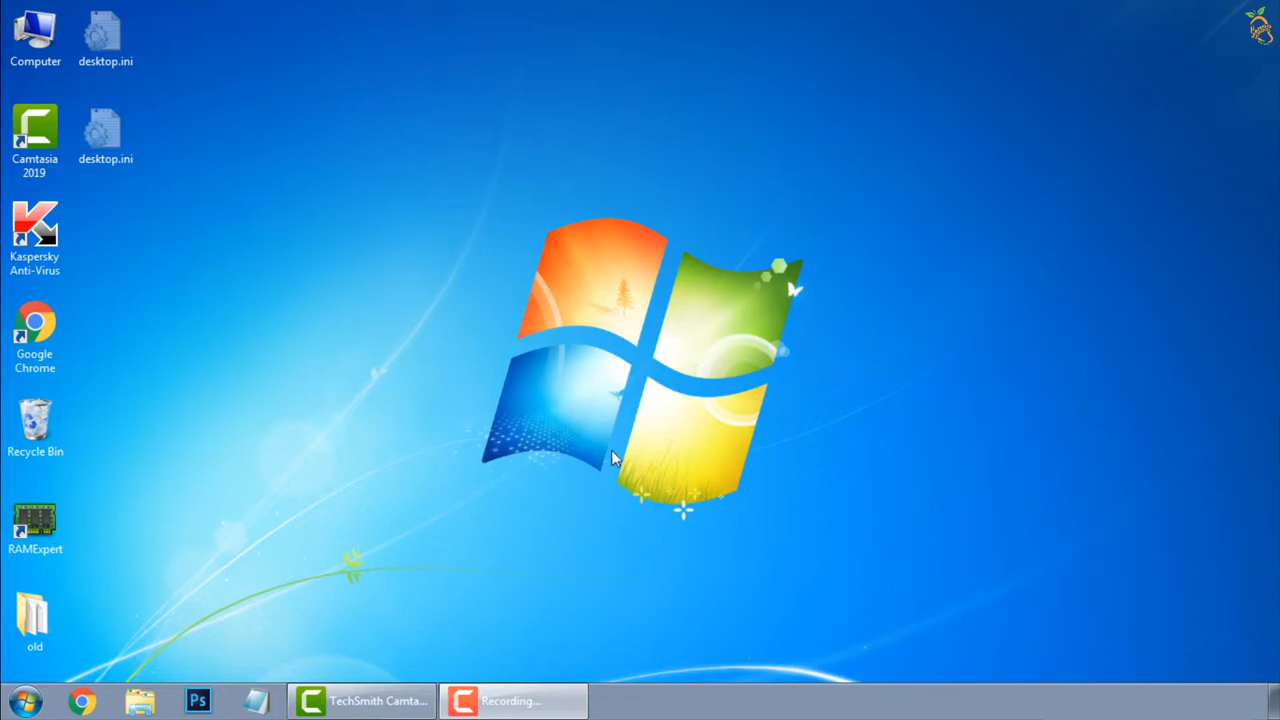 Computer
desktop.ini
Camtasia
2019
desktop.ini
Kaspersky
Anti-Virus
Google
Chrome
Recycle Bin
RAMExpert
old
Ps
TechSmith Camta...
Recording...